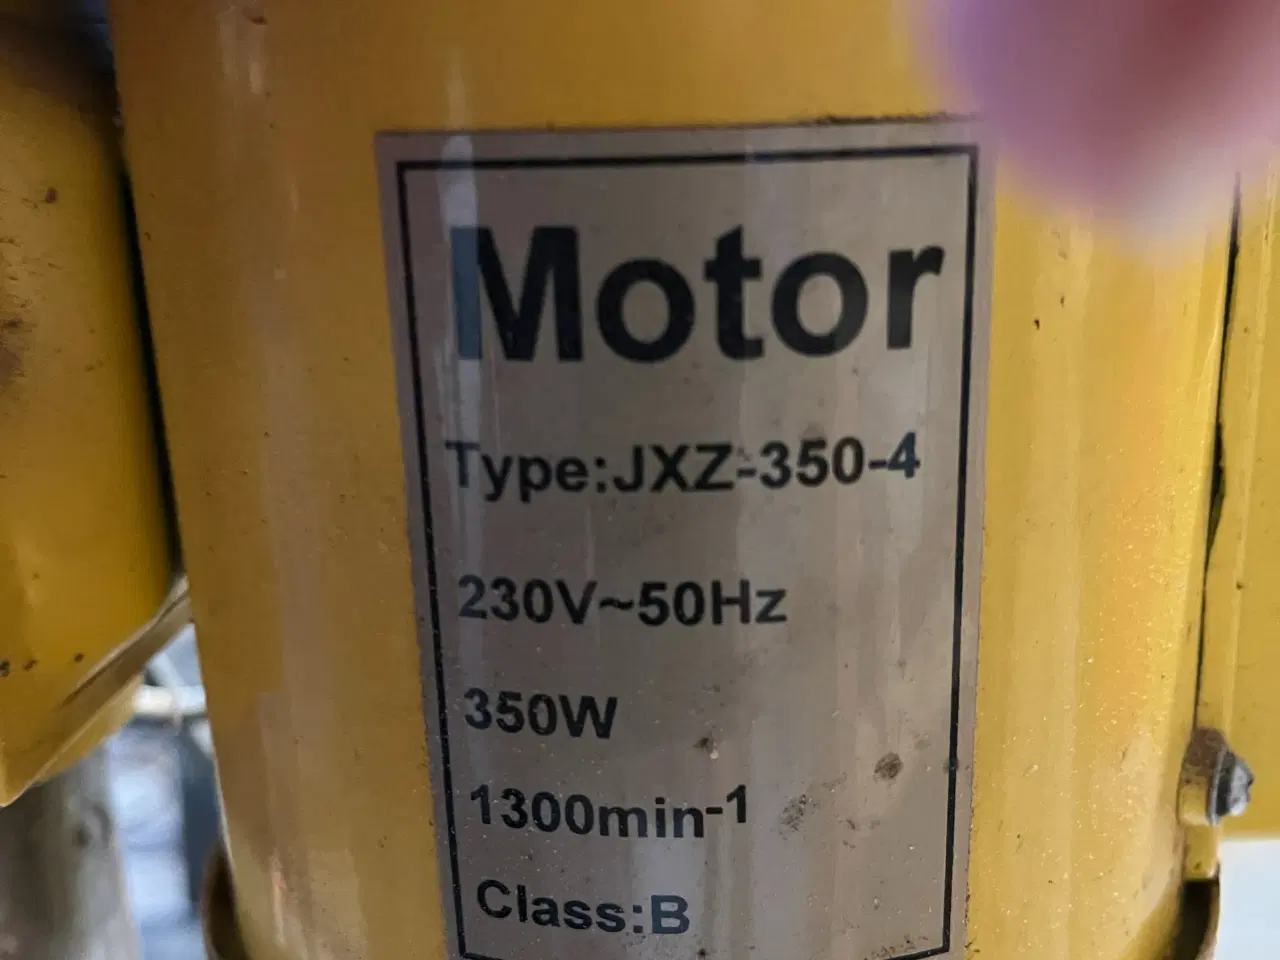 Motor
Type:JXZ-350-4
230V~50Hz
350W
1300min-1
Class:B